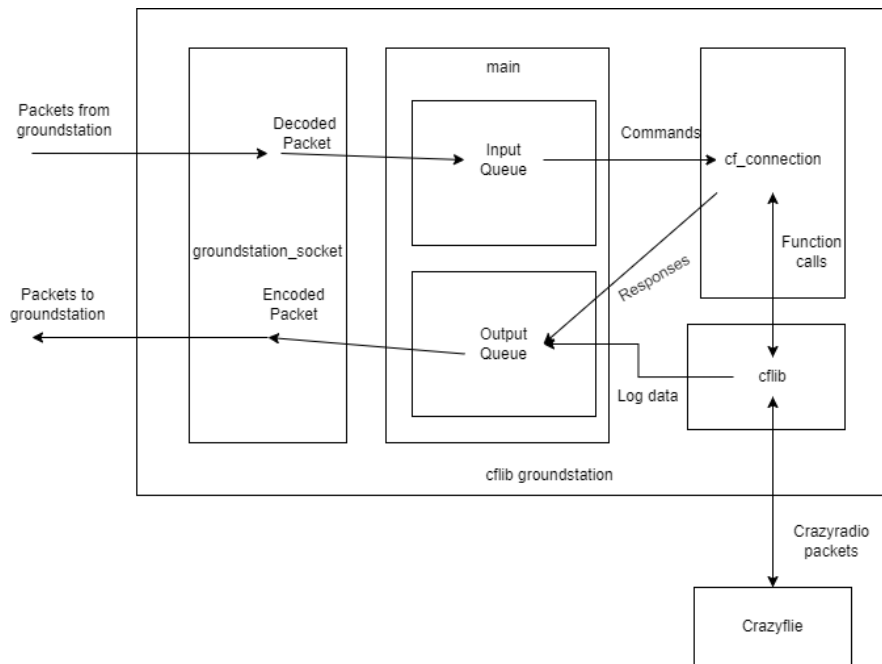 main
Packets from
groundstation
Decoded
Packet
Input
Queue
Commands
cf_connection
groundstation_socket
Function
calls
Responses
Packets to
groundstation
Encoded
Packet
Output
Queue
Log data
cflib
cflib groundstation
Crazyradio
packets
Crazyflie